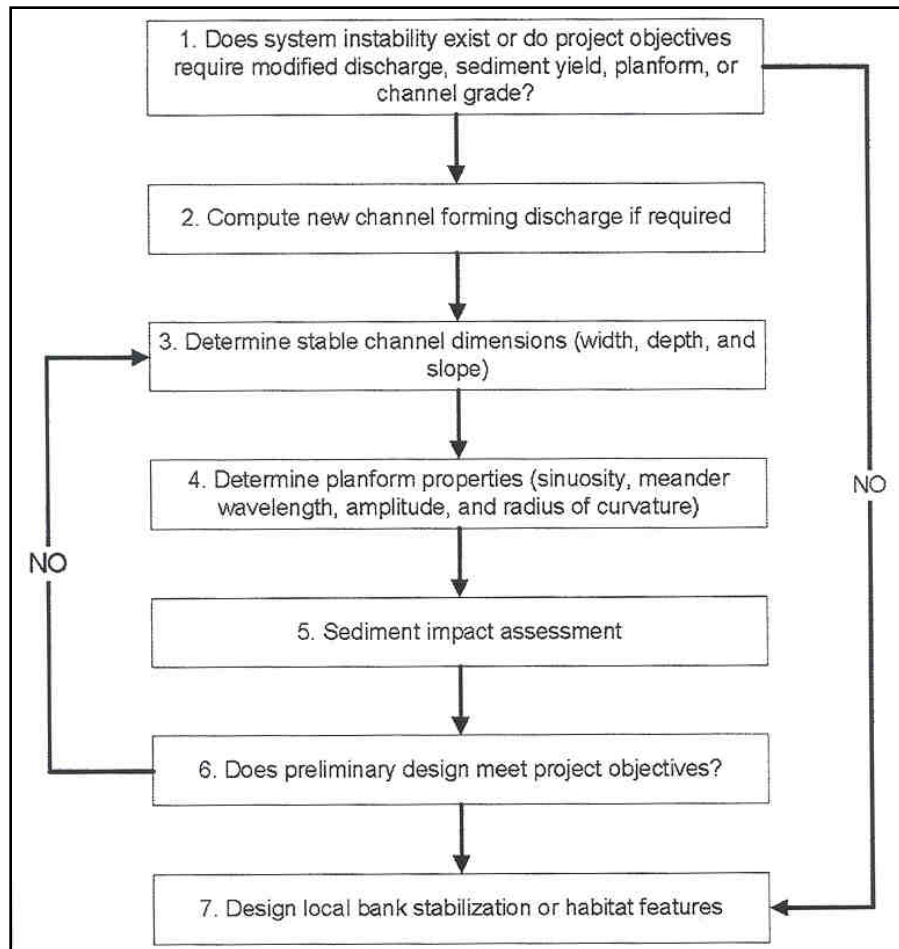 1. Does system instability exist or do project objectives
require modified discharge, sediment yield, planform, or
channel grade?
2. Compute new channel forming discharge if required
3. Determine stable channel dimensions (width, depth, and
slope)
4. Determine planform properties (sinuosity, meander
wavelength, amplitude, and radius of curvature)
NO
NO
5. Sediment impact assessment
6. Does preliminary design meet project objectives?
7. Design local bank stabilization or habitat features